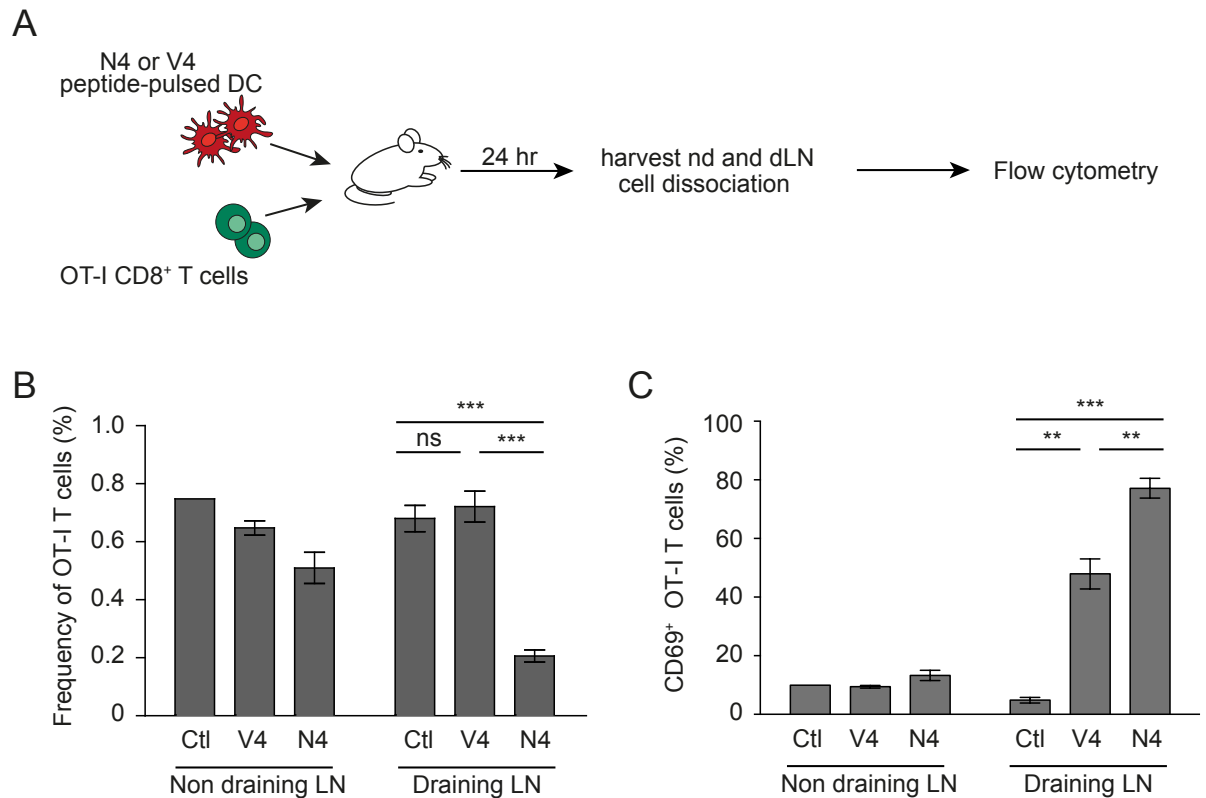 A
N4 or V4
peptide-pulsed DC
OT-I CD8⁺ T cells
24 hr
harvest nd and dLN
cell dissociation
Flow cytometry
B
Frequency of OT-I T cells (%)
1.0
0.8
0.6
0.4
0.2
0
***
ns
***
Ctl V4 N4 Ctl V4 N4
Non draining LN Draining LN
C
CD69⁺ OT-I T cells (%)
100
80
60
40
20
0
***
** **
Ctl V4 N4 Ctl V4 N4
Non draining LN Draining LN